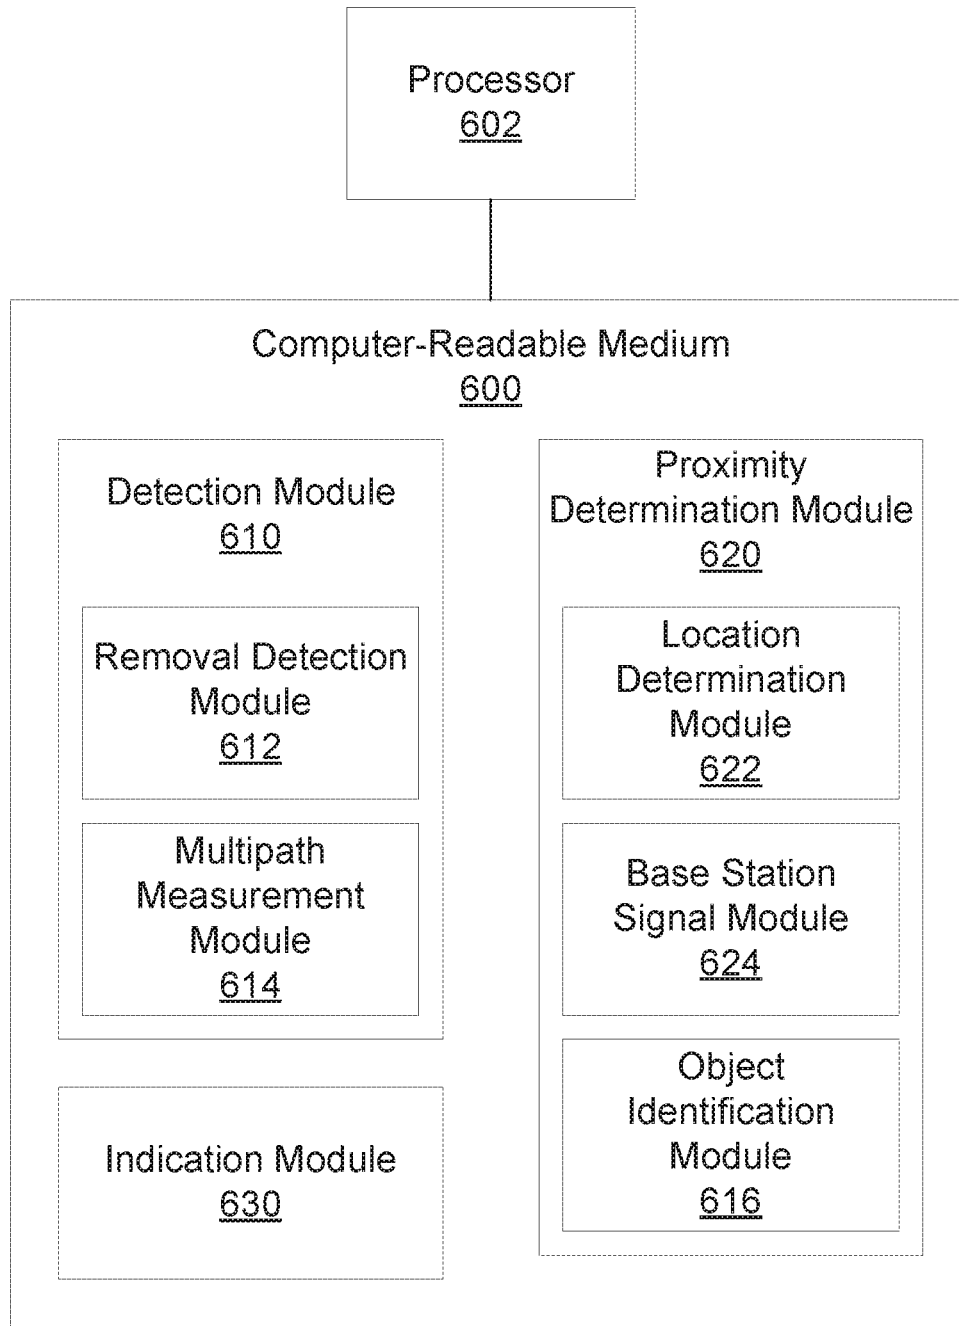 Processor
602
Computer-Readable Medium
600
Detection Module
610
Removal Detection
Module
612
Multipath
Measurement
Module
614
Indication Module
630
Proximity
Determination Module
620
Location
Determination
Module
622
Base Station
Signal Module
624
Object
Identification
Module
616